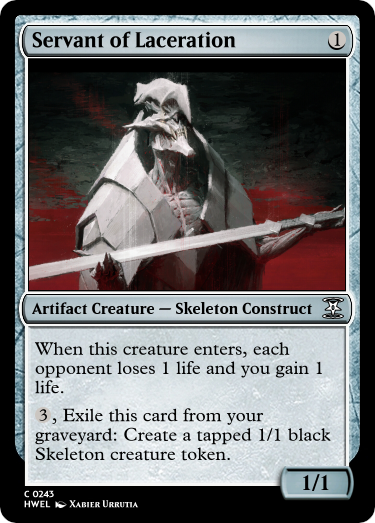 Servant of Laceration 1
Artifact Creature — Skeleton Construct
When this creature enters, each
opponent loses 1 life and you gain 1
life.
3, Exile this card from your
graveyard: Create a tapped 1/1 black
Skeleton creature token.
1/1
C 0243
HWEL Xabier Urrutia